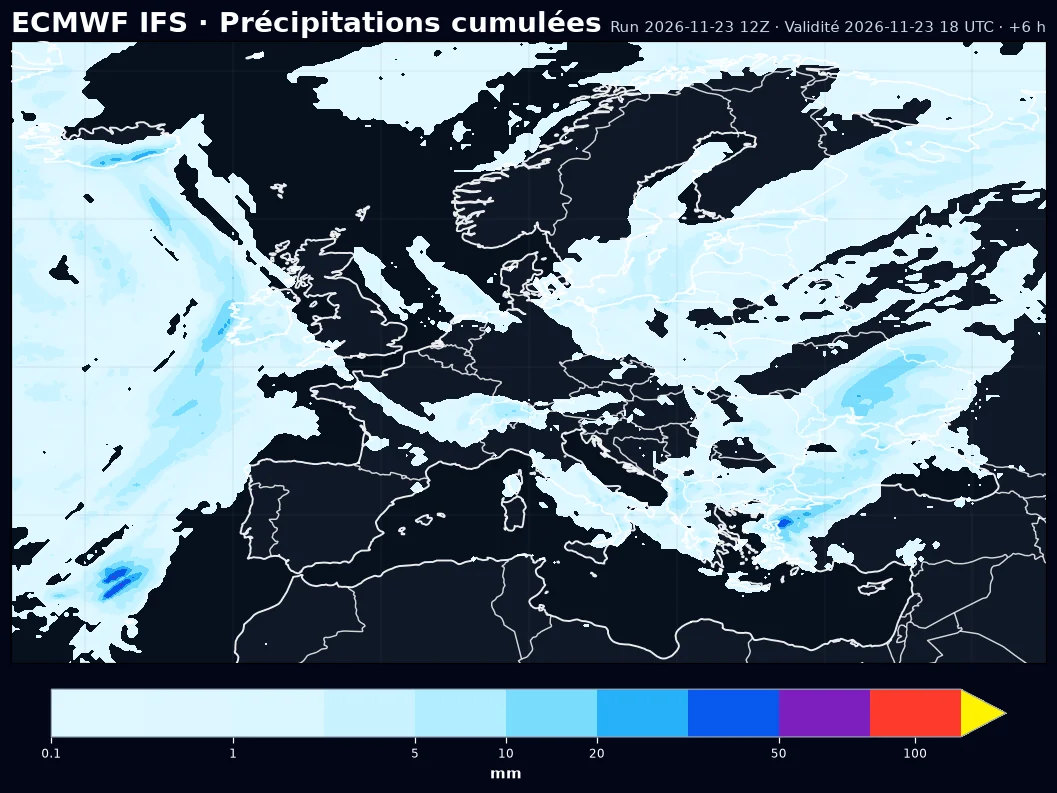 ECMWF IFS · Précipitations cumulées Run 2026-11-23 12Z · Validité 2026-11-23 18 UTC · +6 h
0.1 1 5 10 20 50 100
mm